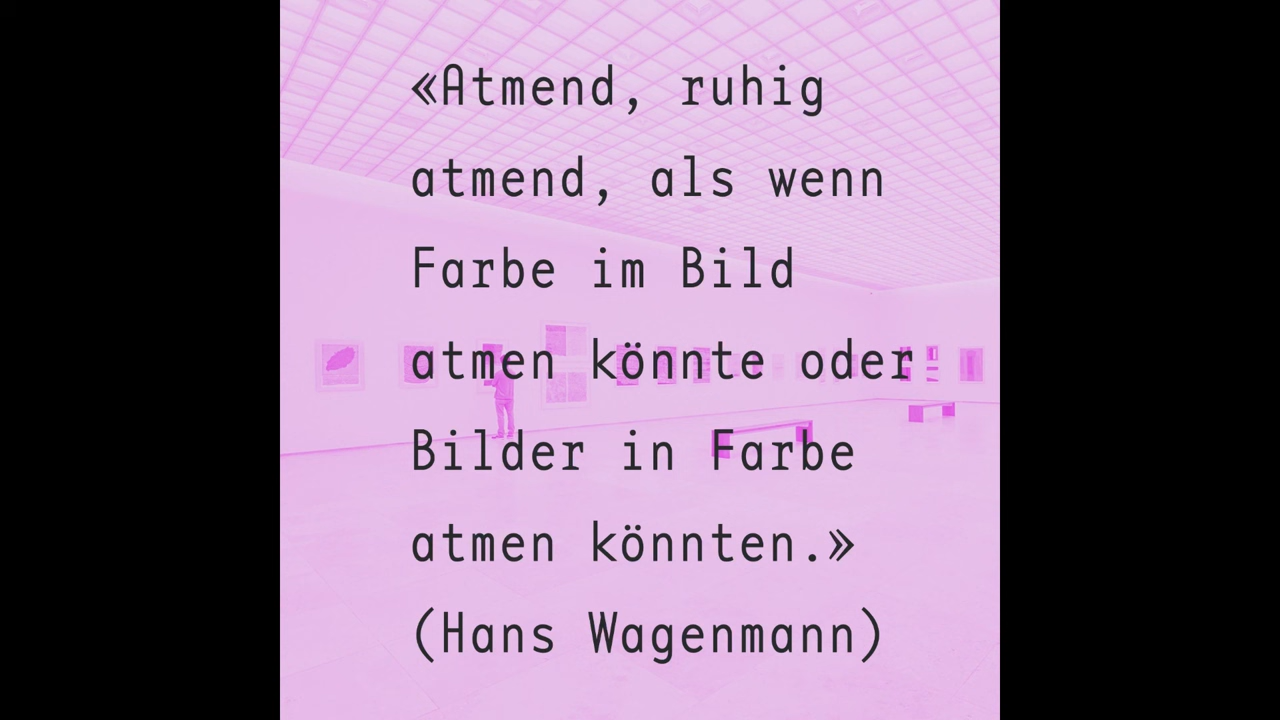 «Atmend, ruhig
atmend, als wenn
Farbe im Bild
atmen könnte oder
Bilder in Farbe
atmen könnten.»
(Hans Wagenmann)